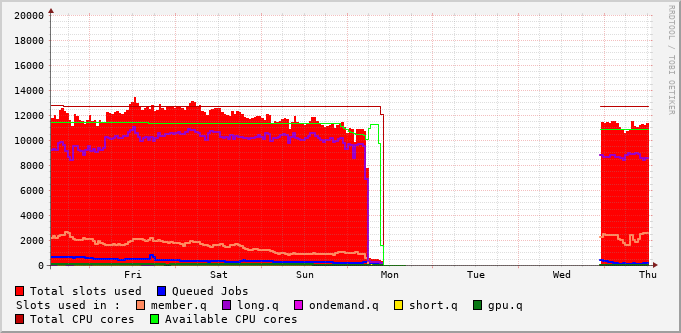 20000
18000
16000
14000
12000
10000
8000
6000
4000
2000
0
Fri Sat Sun Mon Tue Wed Thu
RRDTOOL / TOBI OETIKER
Total slots used Queued Jobs
Slots used in : member.q long.q ondemand.q short.q gpu.q
Total CPU cores Available CPU cores